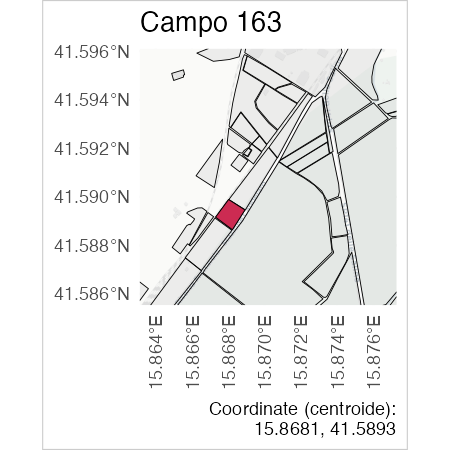 Campo 163
41.596°N
41.594°N
41.592°N
41.590°N
41.588°N
41.586°N
15.864°E
15.866°E
15.868°E
15.870°E
15.872°E
15.874°E
15.876°E
Coordinate (centroide):
15.8681, 41.5893